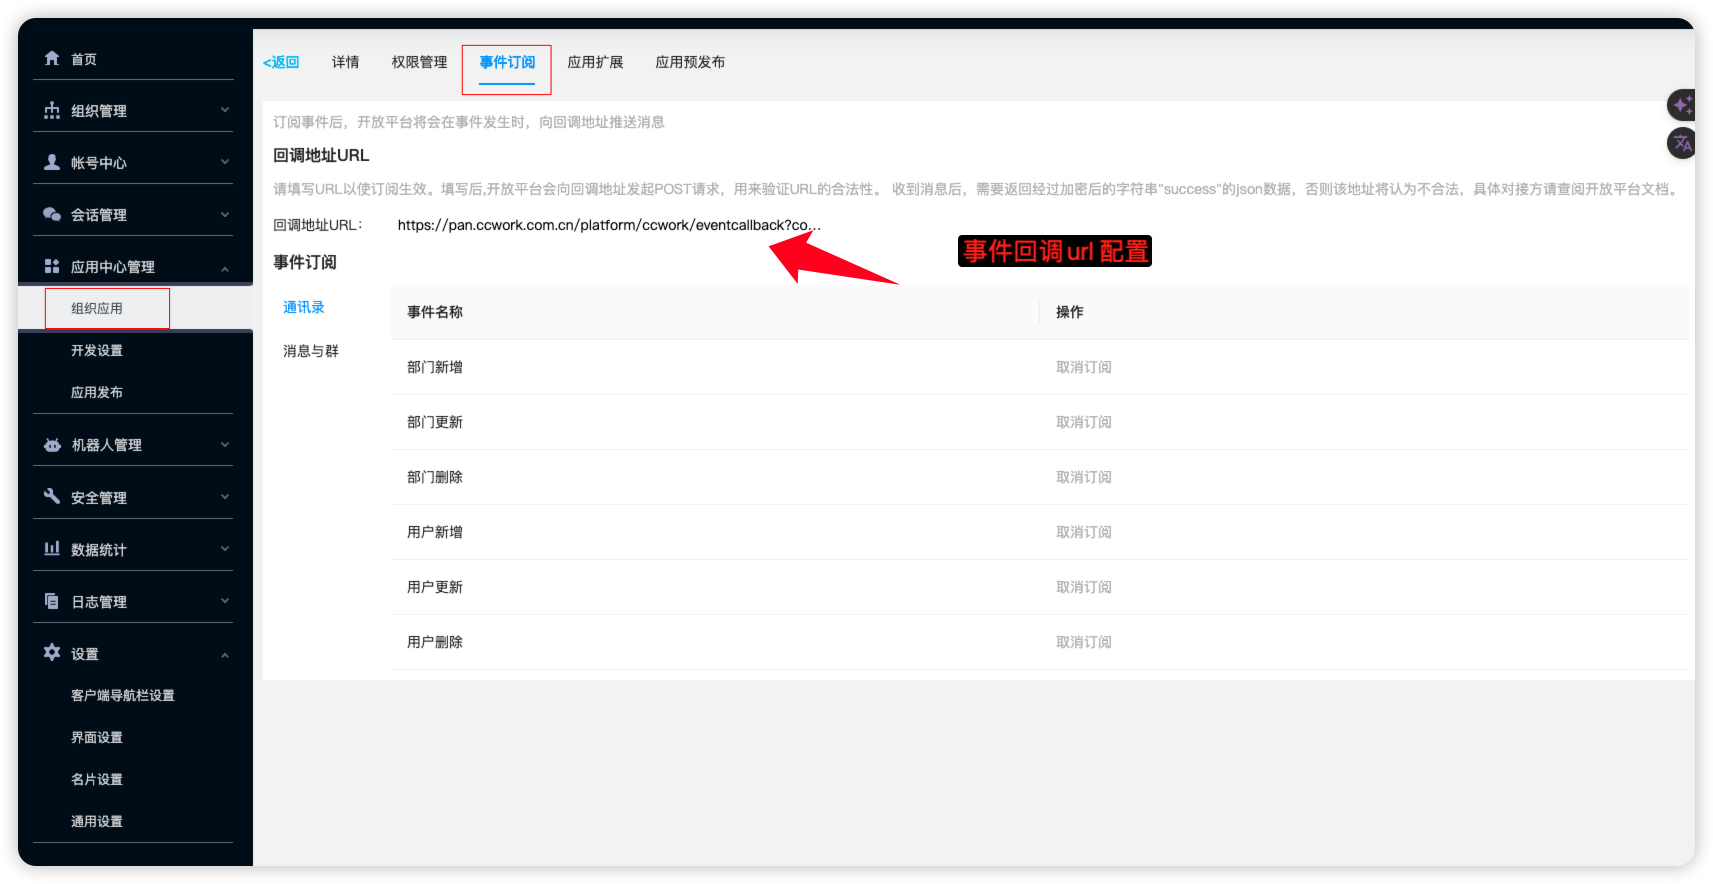 首页
组织管理
帐号中心
会话管理
应用中心管理
组织应用
开发设置
应用发布
机器人管理
安全管理
数据统计
日志管理
设置
客户端导航栏设置
界面设置
名片设置
通用设置
<返回 详情 权限管理 事件订阅 应用扩展 应用预发布
订阅事件后，开放平台将会在事件发生时，向回调地址推送消息
回调地址URL
请填写URL以使订阅生效。填写后,开放平台会向回调地址发起POST请求，用来验证URL的合法性。 收到消息后，需要返回经过加密后的字符串"success"的json数据，否则该地址将认为不合法，具体对接方请查阅开放平台文档。
回调地址URL： https://pan.ccwork.com.cn/platform/ccwork/eventcallback?co...
事件回调url 配置
事件订阅
通讯录
消息与群
事件名称 操作
部门新增 取消订阅
部门更新 取消订阅
部门删除 取消订阅
用户新增 取消订阅
用户更新 取消订阅
用户删除 取消订阅